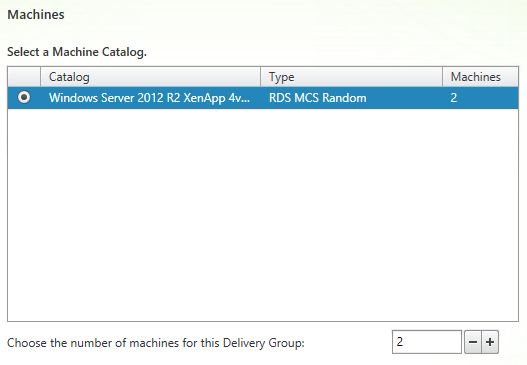 Machines
Select a Machine Catalog.
Catalog Type Machines
Windows Server 2012 R2 XenApp 4v... RDS MCS Random 2
Choose the number of machines for this Delivery Group: 2 - +